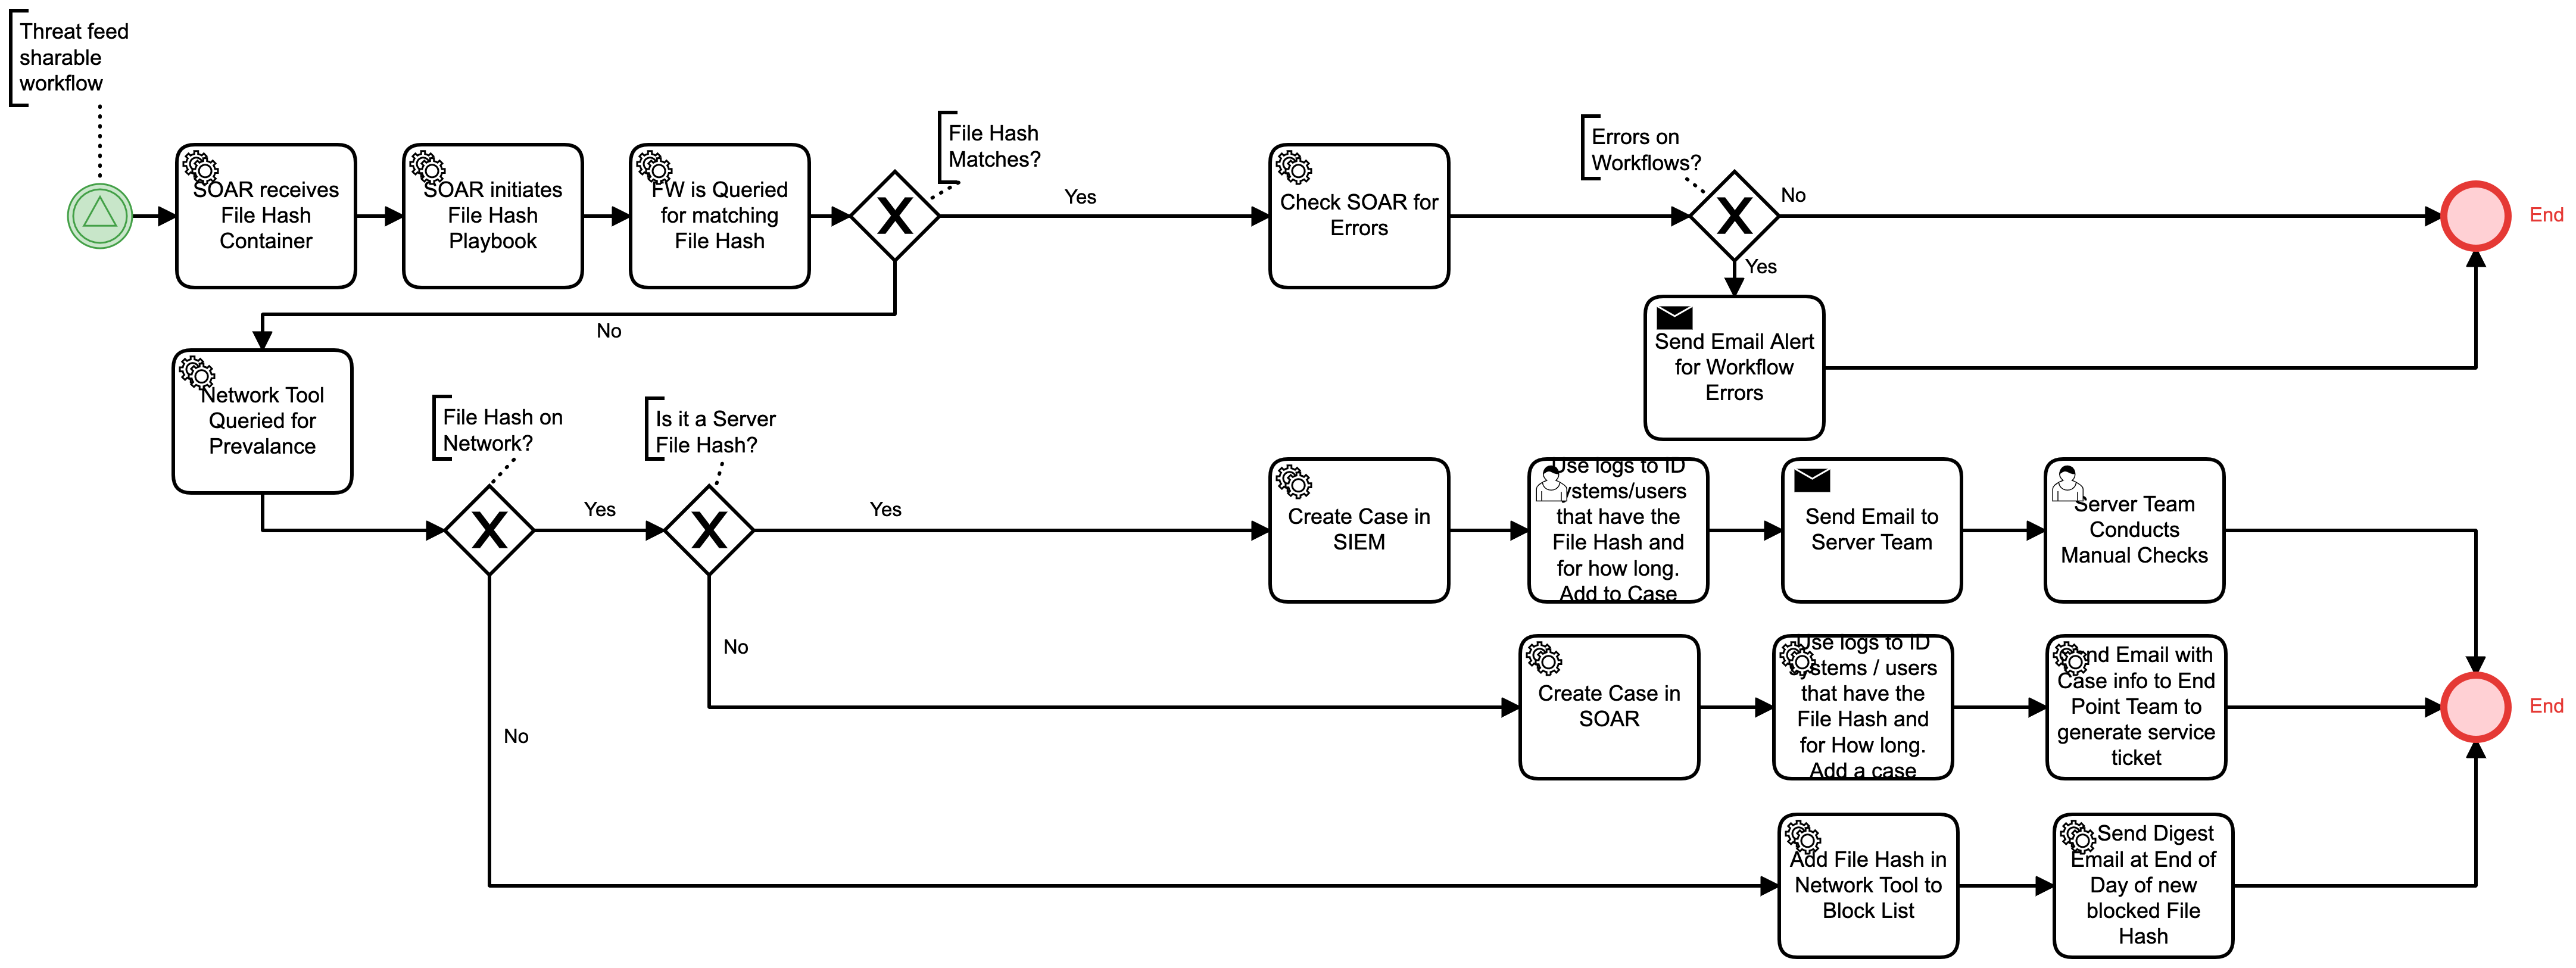 Threat feed
sharable
workflow
SOAR receives
File Hash
Container
SOAR initiates
File Hash
Playbook
FW is Queried
for matching
File Hash
File Hash
Matches?
Yes
No
Check SOAR for
Errors
Errors on
Workflows?
No
Yes
End
Send Email Alert
for Workflow
Errors
Network Tool
Queried for
Prevalance
File Hash on
Network?
Yes
No
Is it a Server
File Hash?
Yes
No
Create Case in
SIEM
Use logs to ID
systems/users
that have the
File Hash and
for how long.
Add to Case
Send Email to
Server Team
Server Team
Conducts
Manual Checks
Create Case in
SOAR
Use logs to ID
systems / users
that have the
File Hash and
for How long.
Add a case
Send Email with
Case info to End
Point Team to
generate service
ticket
End
Add File Hash in
Network Tool to
Block List
Send Digest
Email at End of
Day of new
blocked File
Hash